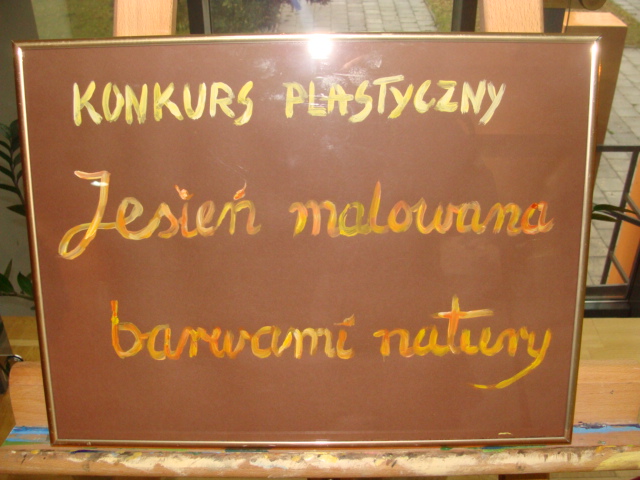 KONKURS PLASTYCZNY
Jesień malowana
barwami natury